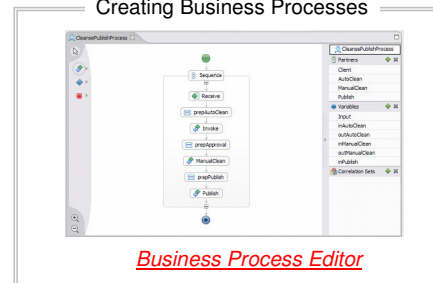 Creating Business Processes
CleansePublishProcess
CleansePublishProcess
Partners
Client
AutoClean
ManualClean
Publish
Variables
Input
inAutoClean
outAutoClean
inManualClean
outManualClean
inPublish
Correlation Sets
Sequence
Receive
prepAutoClean
Invoke
prepApproval
ManualClean
prepPublish
Publish
Business Process Editor